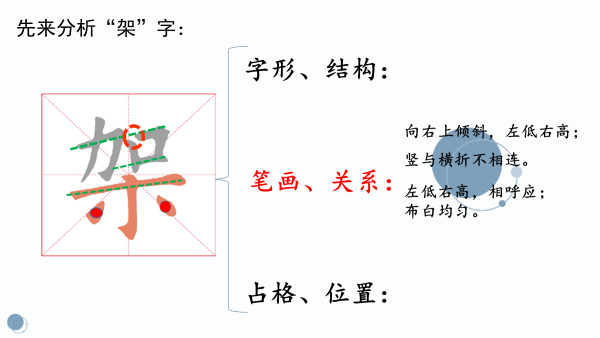 先来分析“架”字：
架
字形、结构：
向右上倾斜，左低右高；
竖与横折不相连。
笔画、关系：
左低右高，相呼应；
布白均匀。
占格、位置：